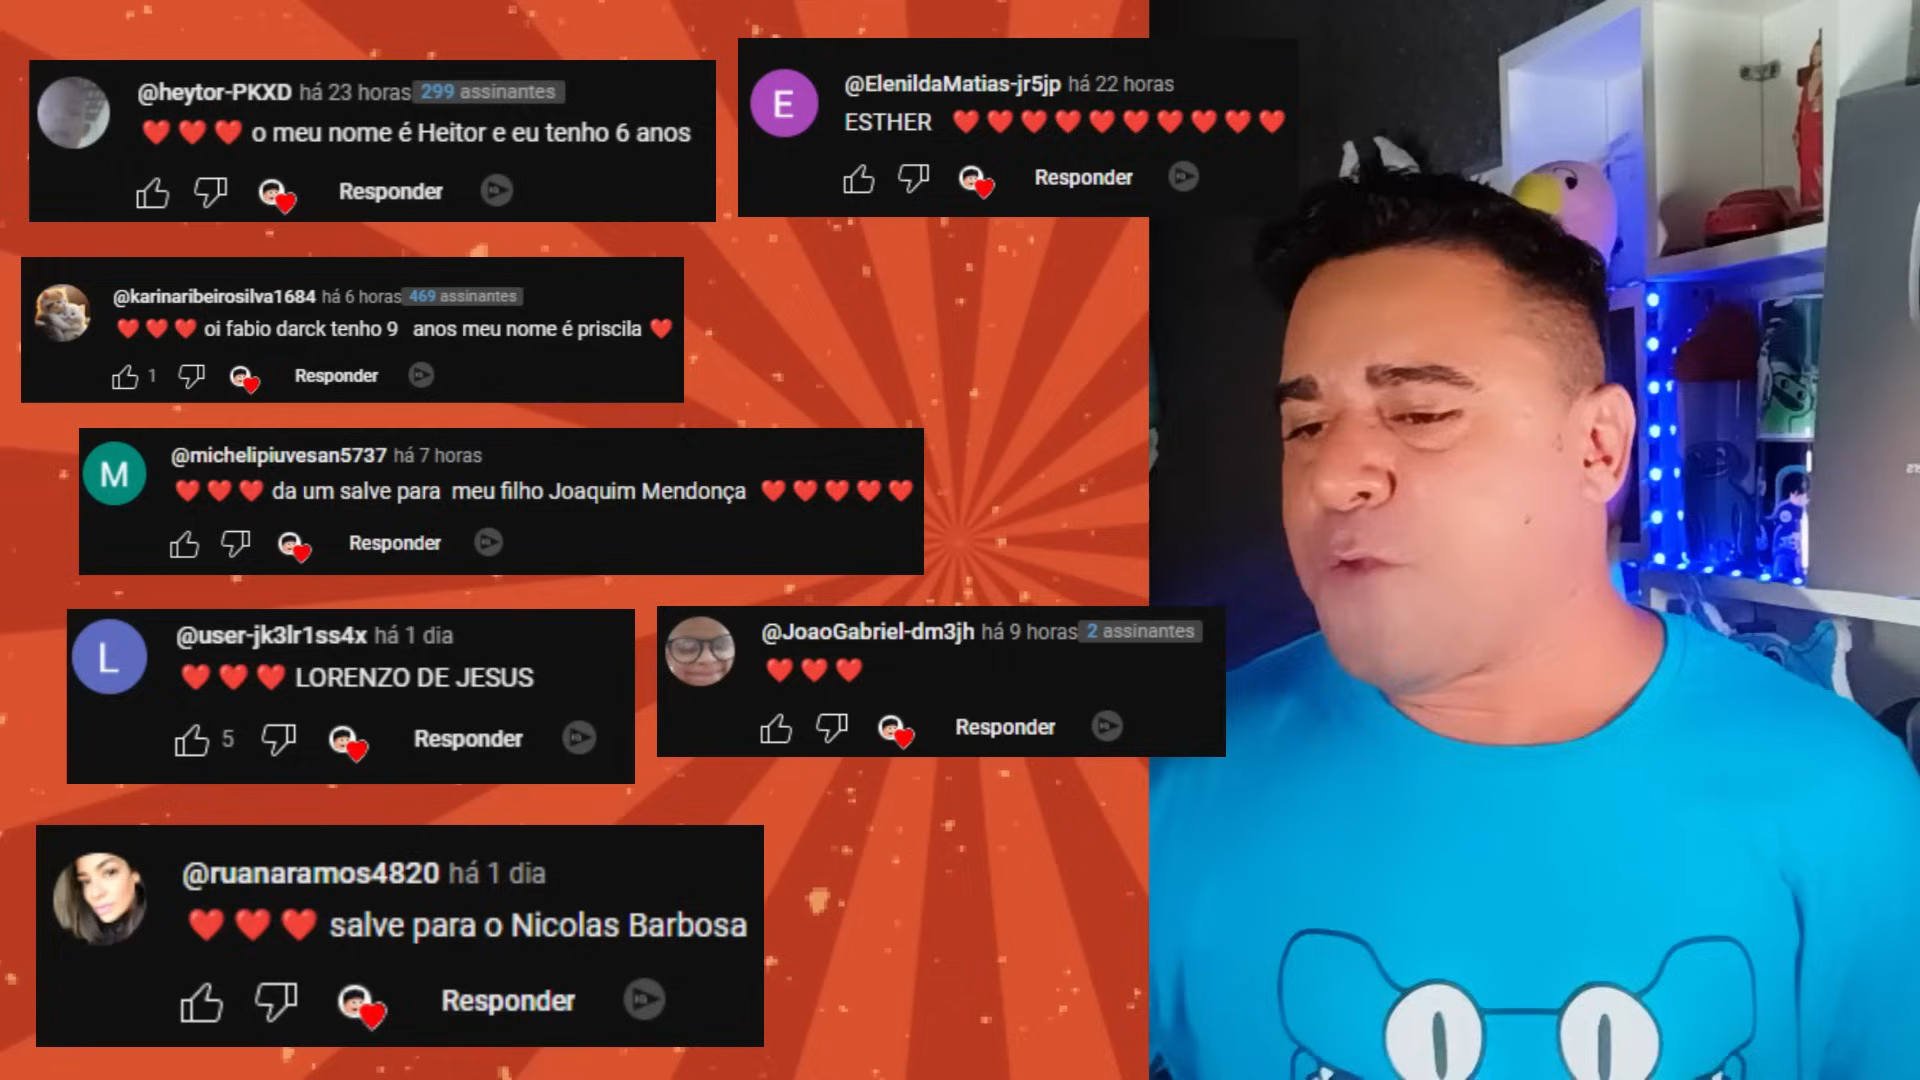 @heytor-PKXD há 23 horas 299 assinantes
❤️❤️❤️ o meu nome é Heitor e eu tenho 6 anos
Responder
E
@ElenildaMatias-jr5jp há 22 horas
ESTHER ❤️❤️❤️❤️❤️❤️❤️❤️❤️❤️
Responder
@karinaribeirosilva1684 há 6 horas 469 assinantes
❤️❤️❤️ oi fabio darck tenho 9 anos meu nome é priscila ❤️
1 Responder
M
@michelipiuvesan5737 há 7 horas
❤️❤️❤️ da um salve para meu filho Joaquim Mendonça ❤️❤️❤️❤️❤️
Responder
L
@user-jk3lr1ss4x há 1 dia
❤️❤️❤️ LORENZO DE JESUS
5 Responder
@JoaoGabriel-dm3jh há 9 horas 2 assinantes
❤️❤️❤️
Responder
@ruanaramos4820 há 1 dia
❤️❤️❤️ salve para o Nicolas Barbosa
Responder